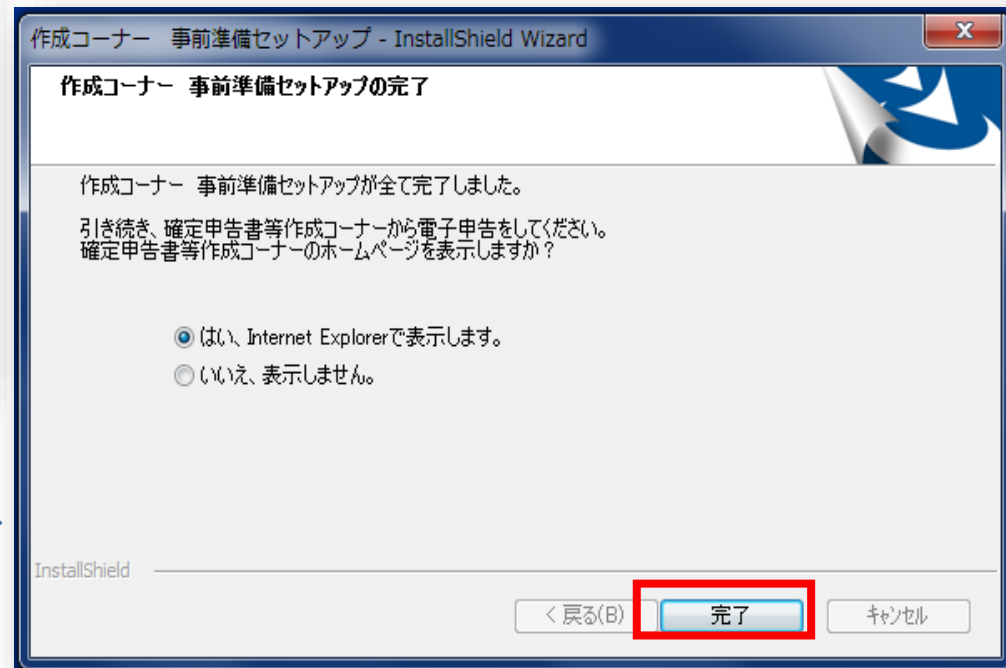 作成コーナー　事前準備セットアップ - InstallShield Wizard
作成コーナー 事前準備セットアップの完了
作成コーナー 事前準備セットアップが全て完了しました。
引き続き、確定申告書等作成コーナーから電子申告をしてください。
確定申告書等作成コーナーのホームページを表示しますか？
はい、Internet Explorerで表示します。
いいえ、表示しません。
InstallShield
< 戻る(B)
完了
キャンセル